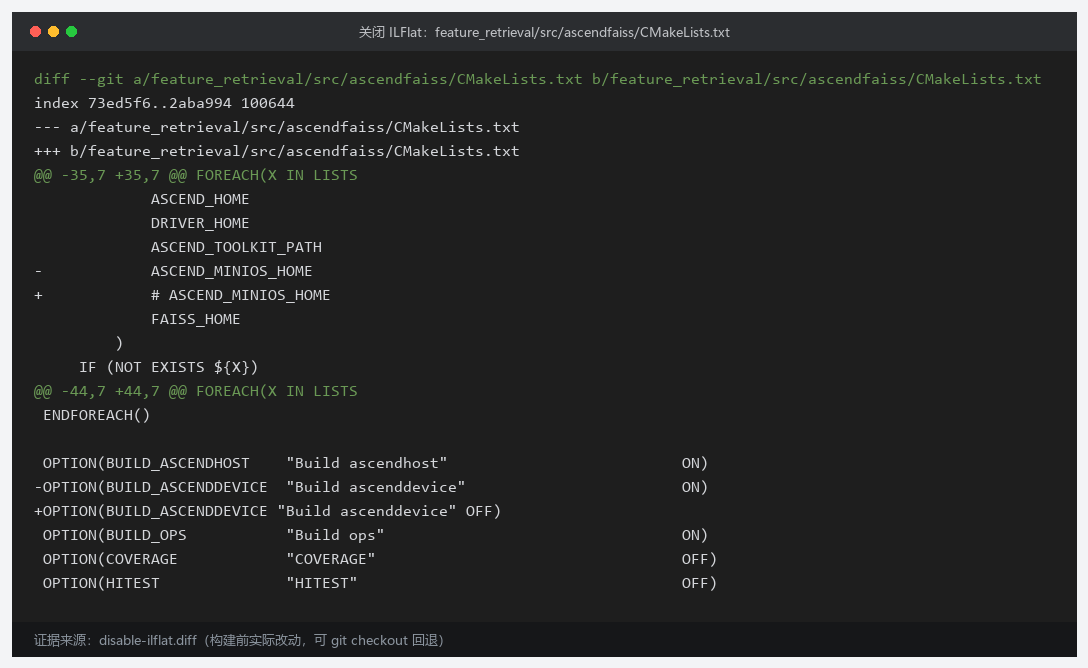 关闭 ILFlat：feature_retrieval/src/ascendfaiss/CMakeLists.txt
diff --git a/feature_retrieval/src/ascendfaiss/CMakeLists.txt b/feature_retrieval/src/ascendfaiss/CMakeLists.txt
index 73ed5f6..2aba994 100644
--- a/feature_retrieval/src/ascendfaiss/CMakeLists.txt
+++ b/feature_retrieval/src/ascendfaiss/CMakeLists.txt
@@ -35,7 +35,7 @@ FOREACH(X IN LISTS
             ASCEND_HOME
             DRIVER_HOME
             ASCEND_TOOLKIT_PATH
-            ASCEND_MINIOS_HOME
+            # ASCEND_MINIOS_HOME
             FAISS_HOME
         )
     IF (NOT EXISTS ${X})
@@ -44,7 +44,7 @@ FOREACH(X IN LISTS
 ENDFOREACH()
 OPTION(BUILD_ASCENDHOST    "Build ascendhost"                          ON)
-OPTION(BUILD_ASCENDDEVICE  "Build ascenddevice"                        ON)
+OPTION(BUILD_ASCENDDEVICE "Build ascenddevice" OFF)
 OPTION(BUILD_OPS           "Build ops"                                 ON)
 OPTION(COVERAGE            "COVERAGE"                                  OFF)
 OPTION(HITEST              "HITEST"                                    OFF)
证据来源：disable-ilflat.diff（构建前实际改动，可 git checkout 回退）